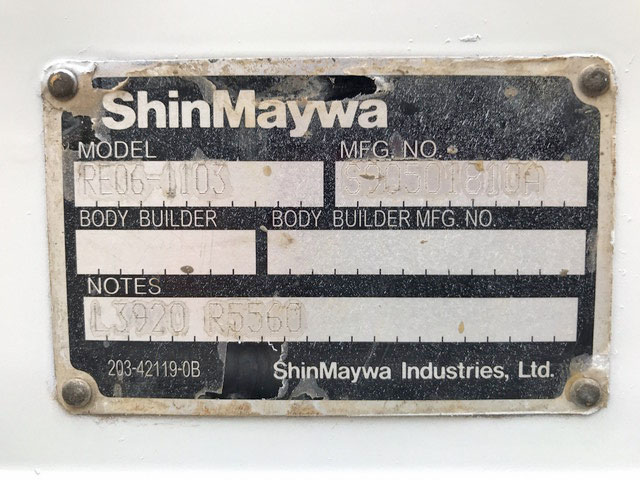 ShinMaywa
MODEL MFG. NO.
RE06-1103
BODY BUILDER BODY BUILDER MFG. NO.
NOTES
L3920 R5560
203-42119-0B ShinMaywa Industries, Ltd.